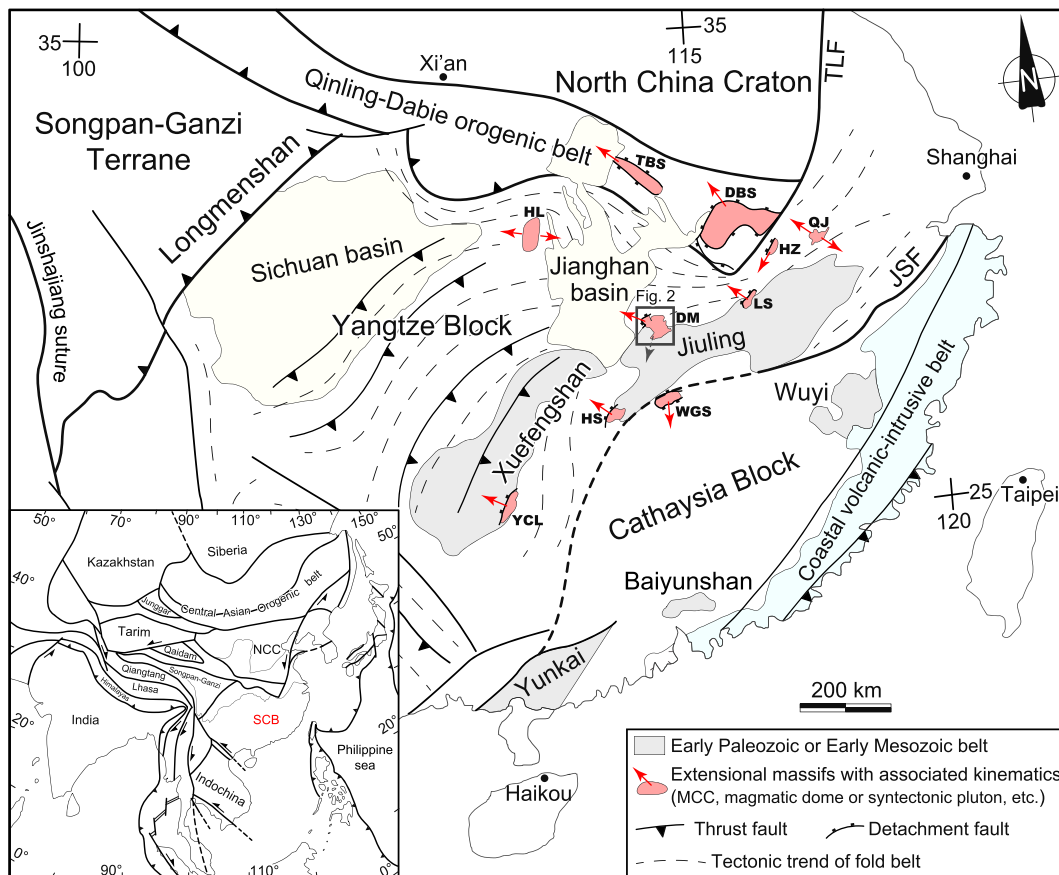 35
100
Xi'an
35
115
TLF
N
North China Craton
Qinling-Dabie orogenic belt
Songpan-Ganzi
Terrane
Longmenshan
Shanghai
TBS
DBS
HL
QJ
HZ
JSF
Jinshajiang suture
Sichuan basin
Jianghan
basin
Fig. 2
LS
DM
Yangtze Block
Jiuling
Wuyi
HS
WGS
Xuefengshan
Cathaysia Block
Coastal volcanic-intrusive belt
25
120
Taipei
YCL
Baiyunshan
Yunkai
200 km
Haikou
50°
70°
90°
110°
130°
150°
50°
Siberia
Kazakhstan
40°
Junggar
Central Asian Orogenic belt
Tarim
NCC
Qaidam
Songpan-Ganzi
Qiangtang
Lhasa
Himalayas
India
SCB
20°
20°
Philippine
sea
Indochina
0°
0°
90°
110°
Early Paleozoic or Early Mesozoic belt
Extensional massifs with associated kinematics
(MCC, magmatic dome or syntectonic pluton, etc.)
Thrust fault
Detachment fault
Tectonic trend of fold belt